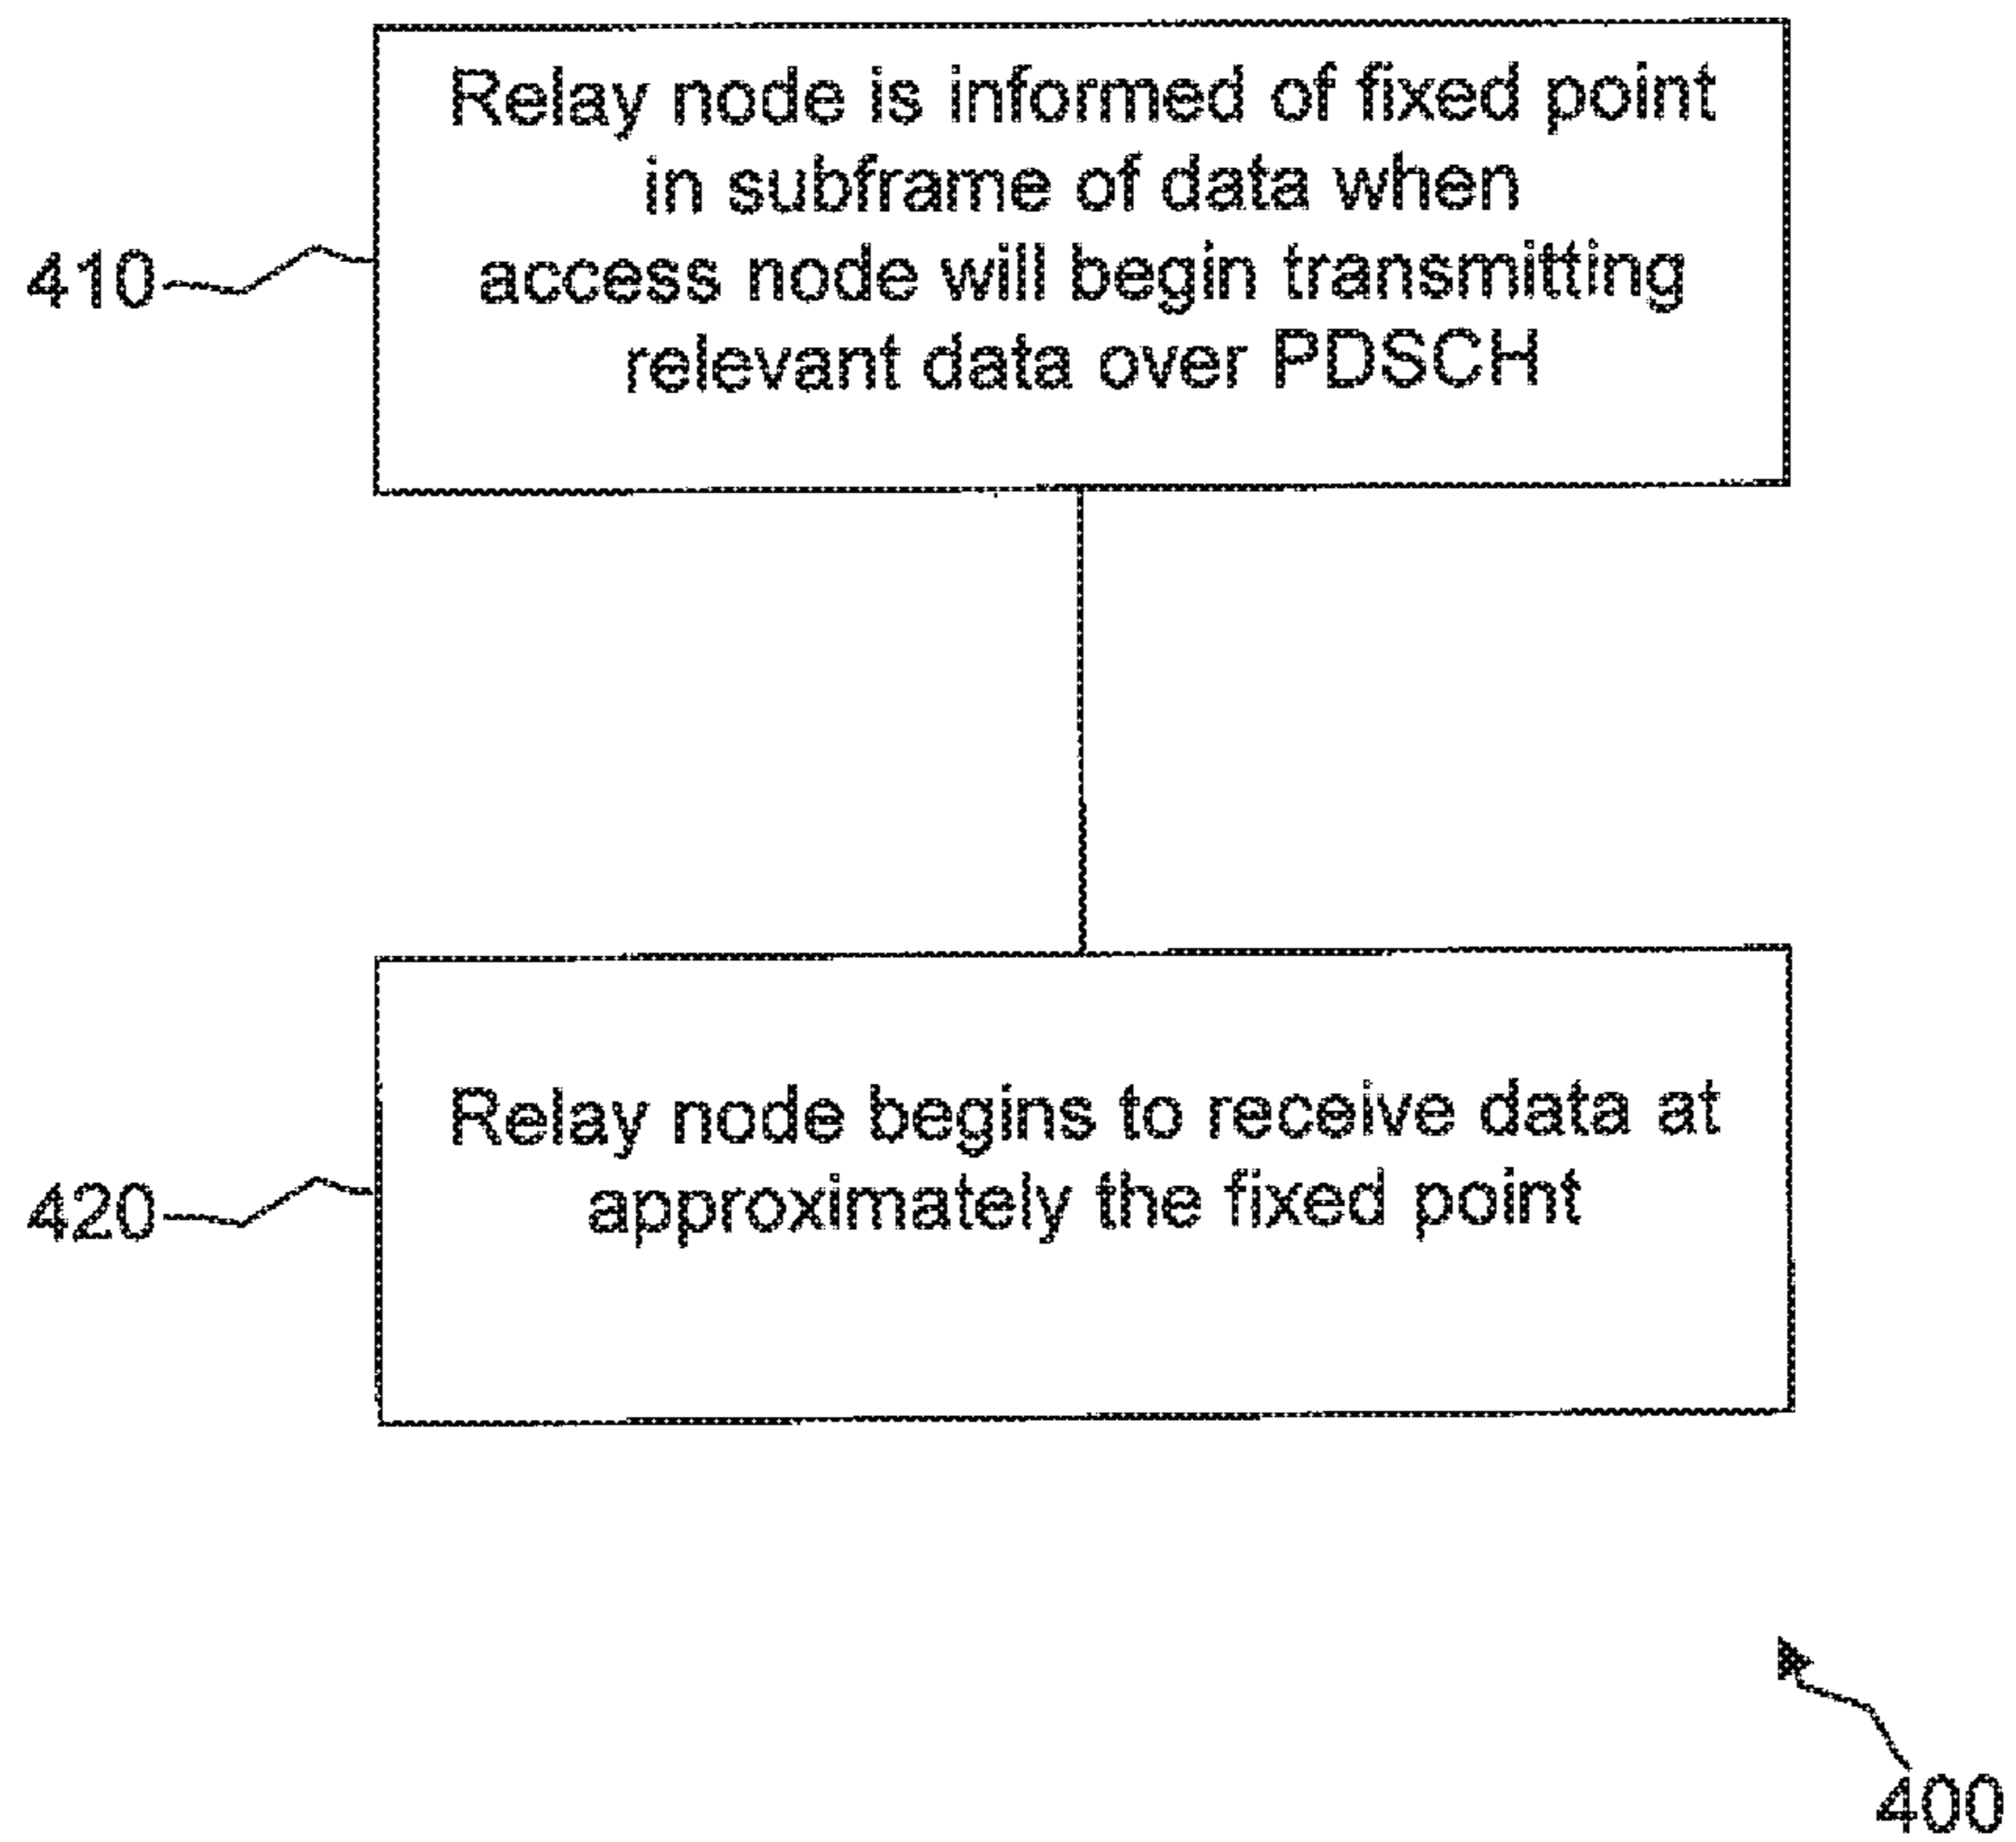 Relay node is informed of fixed point
in subframe of data when
access node will begin transmitting
relevant data over PDSCH
410
Relay node begins to receive data at
approximately the fixed point
420
400